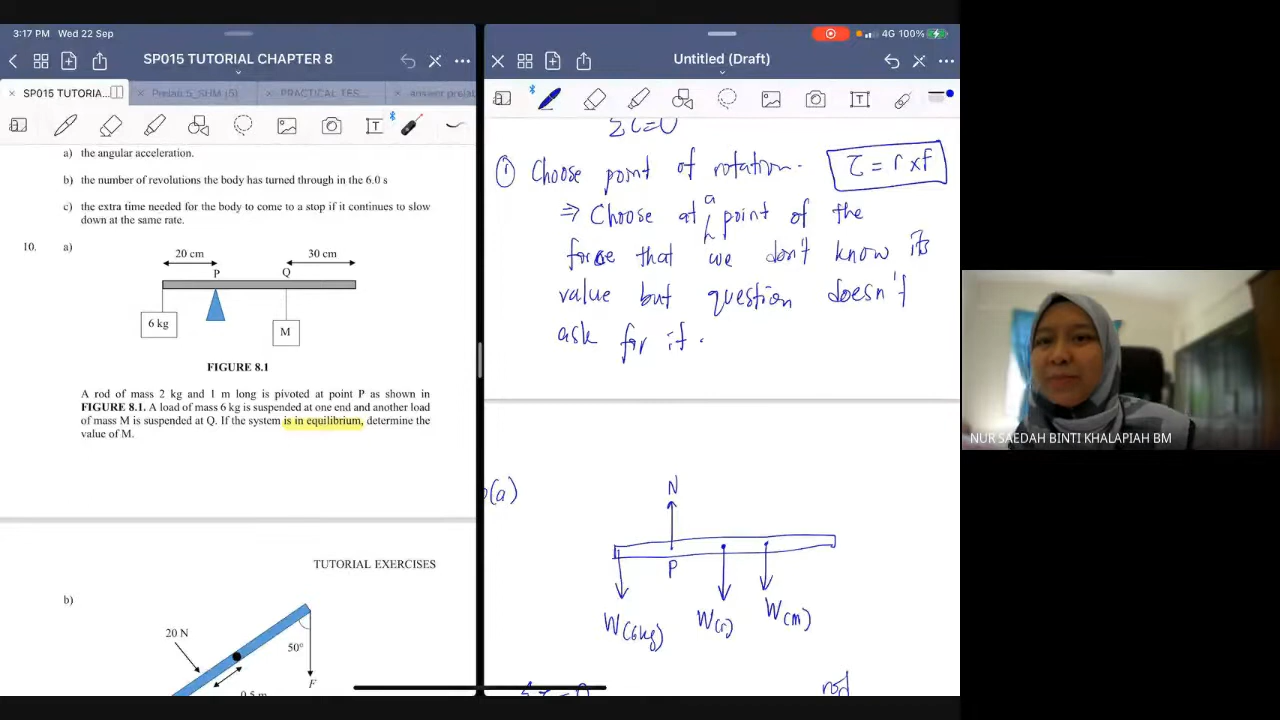 3:17 PM Wed 22 Sep
4G 100%
SP015 TUTORIAL CHAPTER 8
Untitled (Draft)
SP015 TUTORIA...
Prelab 5_SHM (5)
PRACTICAL TES...
answer prelab
a) the angular acceleration.
b) the number of revolutions the body has turned through in the 6.0 s
c) the extra time needed for the body to come to a stop if it continues to slow
down at the same rate.
10. a)
20 cm
30 cm
P
Q
6 kg
M
FIGURE 8.1
A rod of mass 2 kg and 1 m long is pivoted at point P as shown in
FIGURE 8.1. A load of mass 6 kg is suspended at one end and another load
of mass M is suspended at Q. If the system is in equilibrium, determine the
value of M.
TUTORIAL EXERCISES
b)
20 N
50°
F
0.5 m
Στ=0
① Choose point of rotation.
τ = r x F
⇒ Choose at a point of the
force that we don't know its
value but question doesn't
ask for it.
(a)
N
P
W(6kg)
W(r)
W(m)
rod
NUR SAEDAH BINTI KHALAPIAH BM